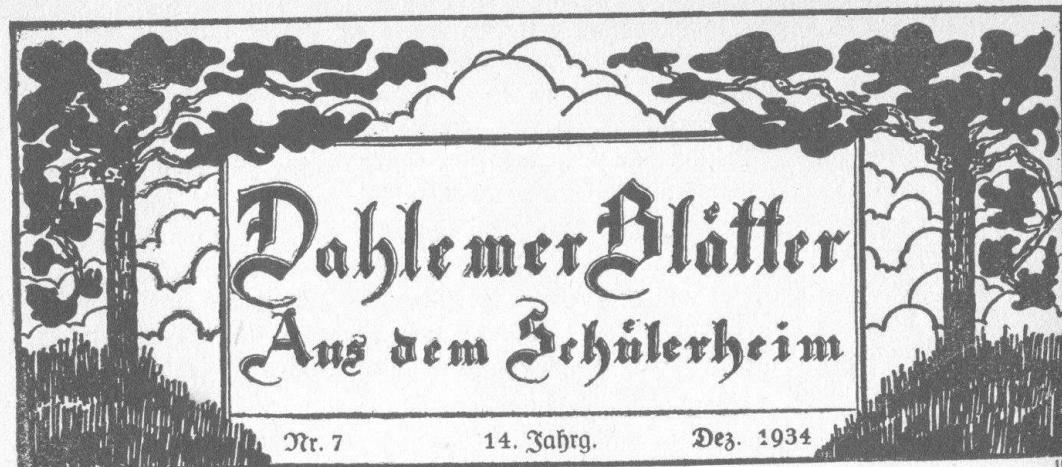 Dahlemer Blätter
Aus dem Schülerheim
Nr. 7 14. Jahrg. Dez. 1934